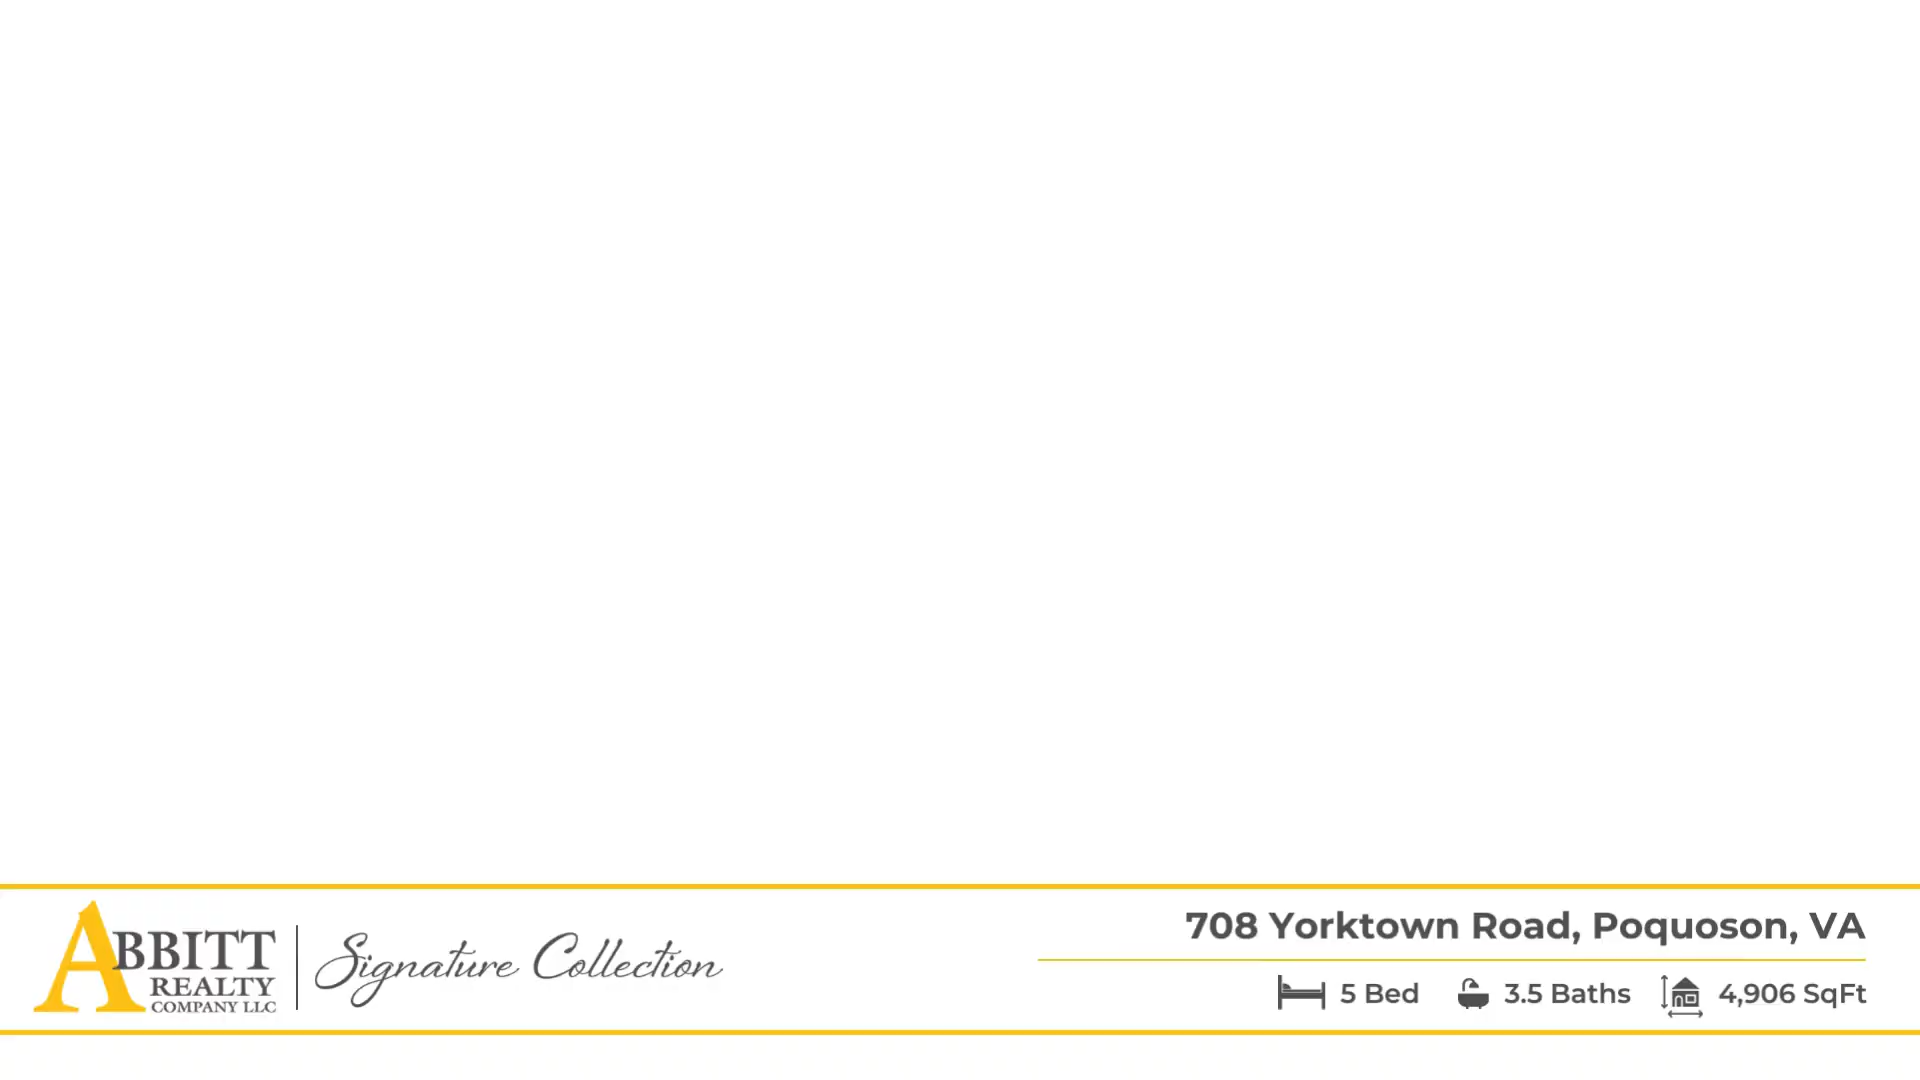 ABBITT
REALTY
COMPANY LLC
Signature Collection
708 Yorktown Road, Poquoson, VA
5 Bed 3.5 Baths 4,906 SqFt